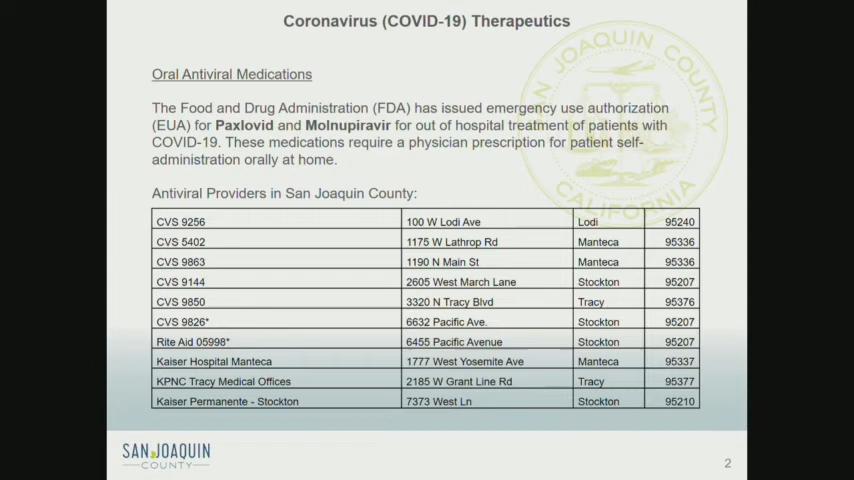 Coronavirus (COVID-19) Therapeutics
SAN JOAQUIN COUNTY
CALIFORNIA
Oral Antiviral Medications
The Food and Drug Administration (FDA) has issued emergency use authorization
(EUA) for Paxlovid and Molnupiravir for out of hospital treatment of patients with
COVID-19. These medications require a physician prescription for patient self-
administration orally at home.
Antiviral Providers in San Joaquin County:
CVS 9256 100 W Lodi Ave Lodi 95240
CVS 5402 1175 W Lathrop Rd Manteca 95336
CVS 9863 1190 N Main St Manteca 95336
CVS 9144 2605 West March Lane Stockton 95207
CVS 9850 3320 N Tracy Blvd Tracy 95376
CVS 9826* 6632 Pacific Ave. Stockton 95207
Rite Aid 05998* 6455 Pacific Avenue Stockton 95207
Kaiser Hospital Manteca 1777 West Yosemite Ave Manteca 95337
KPNC Tracy Medical Offices 2185 W Grant Line Rd Tracy 95377
Kaiser Permanente - Stockton 7373 West Ln Stockton 95210
SAN JOAQUIN
COUNTY
2